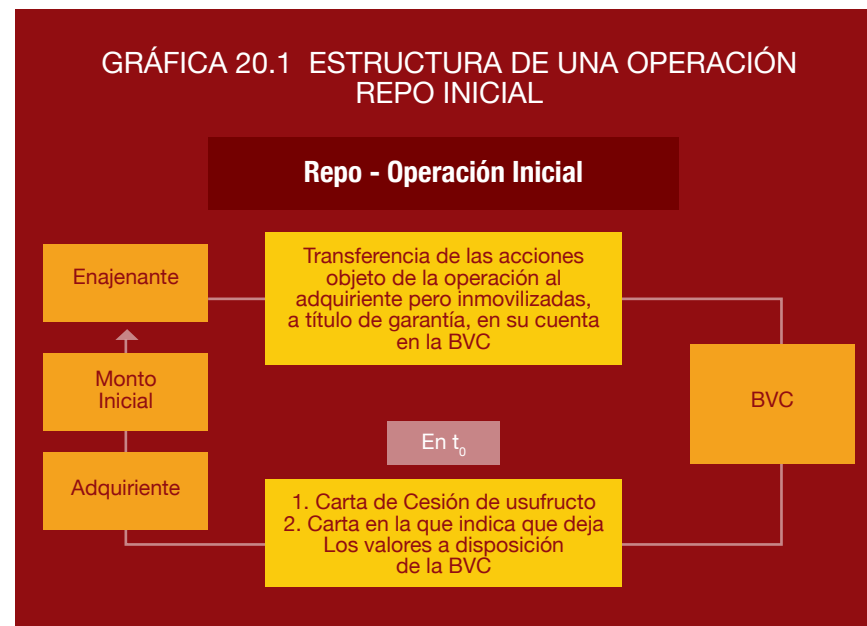 GRÁFICA 20.1 ESTRUCTURA DE UNA OPERACIÓN
REPO INICIAL
Repo - Operación Inicial
Enajenante
Transferencia de las acciones
objeto de la operación al
adquiriente pero inmovilizadas,
a título de garantía, en su cuenta
en la BVC
Monto
Inicial
BVC
En t₀
Adquiriente
1. Carta de Cesión de usufructo
2. Carta en la que indica que deja
Los valores a disposición
de la BVC